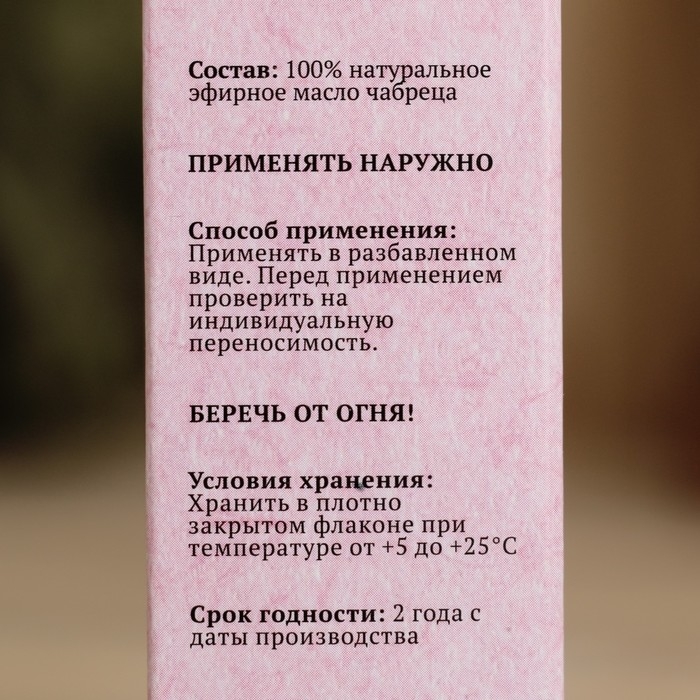 Состав: 100% натуральное
эфирное масло чабреца
ПРИМЕНЯТЬ НАРУЖНО
Способ применения:
Применять в разбавленном
виде. Перед применением
проверить на
индивидуальную
переносимость.
БЕРЕЧЬ ОТ ОГНЯ!
Условия хранения:
Хранить в плотно
закрытом флаконе при
температуре от +5 до +25°С
Срок годности: 2 года с
даты производства